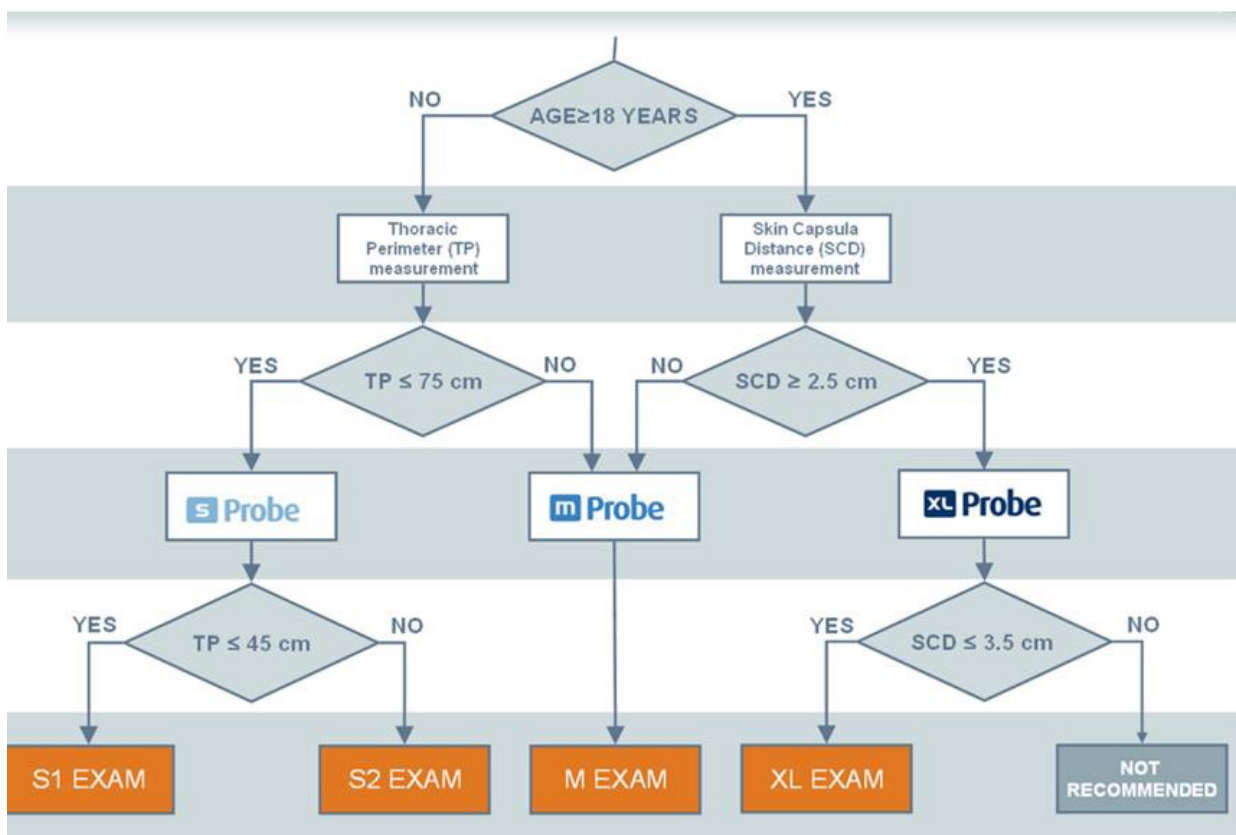 AGE≥18 YEARS
NO
YES
Thoracic
Perimeter (TP)
measurement
Skin Capsula
Distance (SCD)
measurement
YES
TP ≤ 75 cm
NO
NO
SCD ≥ 2.5 cm
YES
s Probe
m Probe
XL Probe
YES
TP ≤ 45 cm
NO
YES
SCD ≤ 3.5 cm
NO
S1 EXAM
S2 EXAM
M EXAM
XL EXAM
NOT
RECOMMENDED